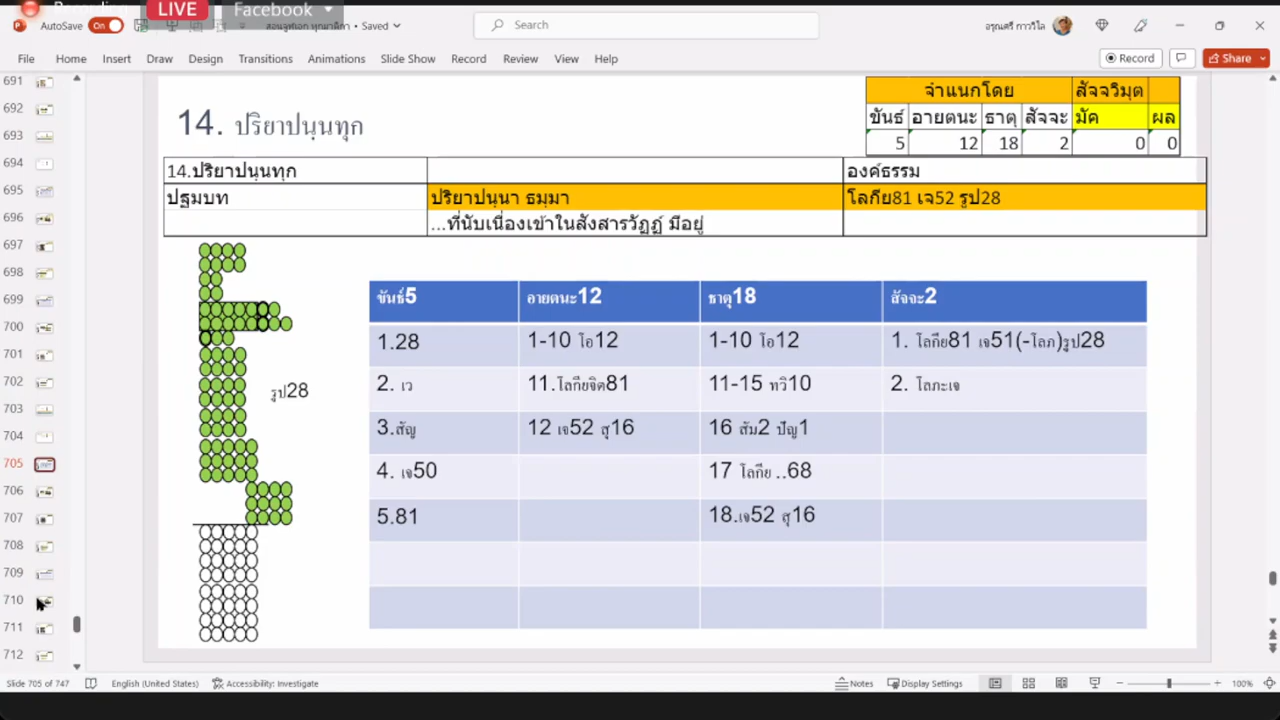 Recording
LIVE
Facebook
AutoSave On
• Saved
Search
อรุณศรี กาววิไล
File Home Insert Draw Design Transitions Animations Slide Show Record Review View Help
Record
Share
691
692
693
694
695
696
697
698
699
700
701
702
703
704
705
706
707
708
709
710
711
712
จำแนกโดย สัจจวิมุต
ขันธ์ อายตนะ ธาตุ สัจจะ มัค ผล
5 12 18 2 0 0
14. ปริยาปนฺนทุก
14.ปริยาปนฺนทุก องค์ธรรม
ปฐมบท ปริยาปนฺนา ธมฺมา โลกีย81 เจ52 รูป28
...ที่นับเนื่องเข้าในสังสารวัฏฏ์ มีอยู่
รูป28
ขันธ์5 อายตนะ12 ธาตุ18 สัจจะ2
1.28 1-10 โอ12 1-10 โอ12 1. โลกีย81 เจ51(-โลภ)รูป28
2. เว 11.โลกียจิต81 11-15 ทวิ10 2. โลภะเจ
3.สัญ 12 เจ52 สุ16 16 สัม2 ปัญ1
4. เจ50 17 โลกีย ..68
5.81 18.เจ52 สุ16
Slide 705 of 747 English (United States) Accessibility: Investigate Notes Display Settings 100%